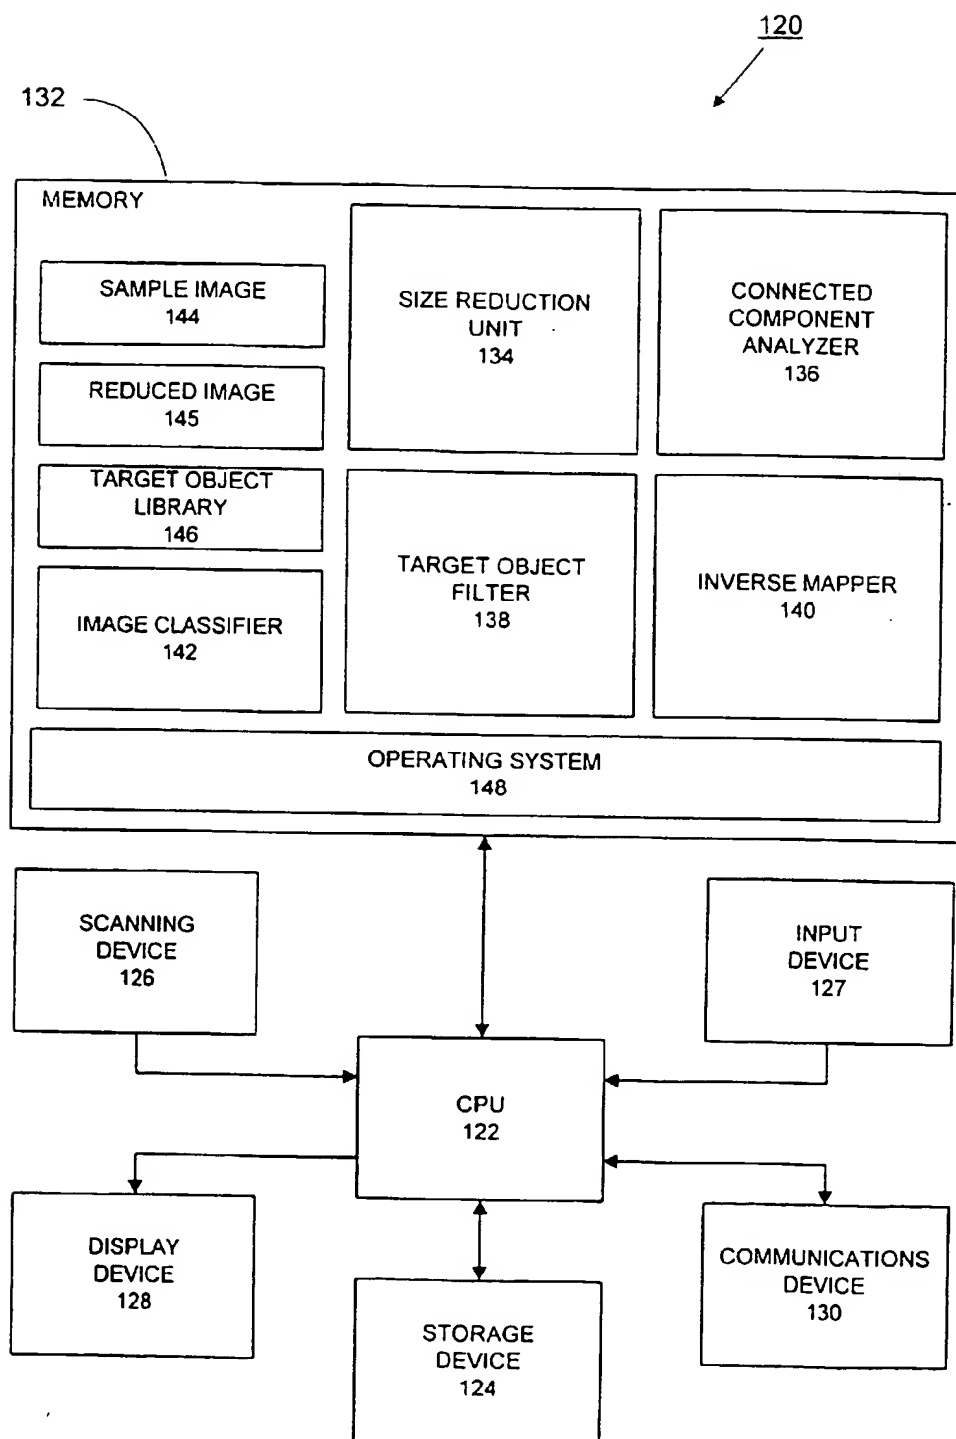 120
132
MEMORY
SAMPLE IMAGE
144
REDUCED IMAGE
145
TARGET OBJECT
LIBRARY
146
IMAGE CLASSIFIER
142
SIZE REDUCTION
UNIT
134
CONNECTED
COMPONENT
ANALYZER
136
TARGET OBJECT
FILTER
138
INVERSE MAPPER
140
OPERATING SYSTEM
148
SCANNING
DEVICE
126
INPUT
DEVICE
127
CPU
122
DISPLAY
DEVICE
128
STORAGE
DEVICE
124
COMMUNICATIONS
DEVICE
130